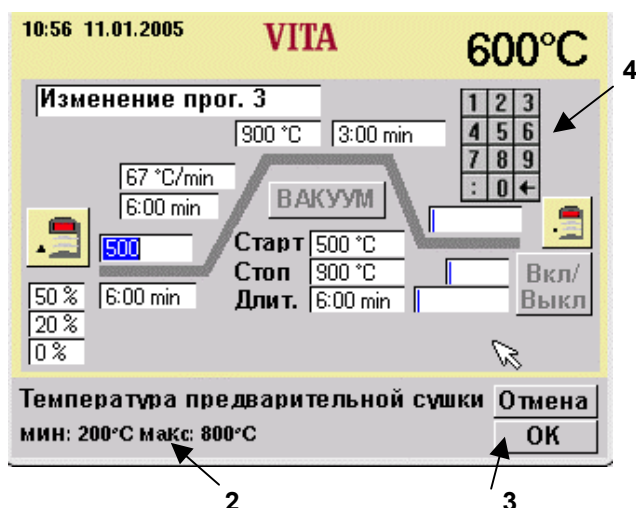 10:56 11.01.2005 VITA 600°C
4
Изменение прог. 3
1 2 3
4 5 6
7 8 9
: 0 ←
900 °C 3:00 min
67 °C/min
6:00 min
ВАКУУМ
500
Старт 500 °C
Стоп 900 °C
Длит. 6:00 min
Вкл/
Выкл
50 % 6:00 min
20 %
0 %
Температура предварительной сушки Отмена
мин: 200°C макс: 800°C OK
2 3